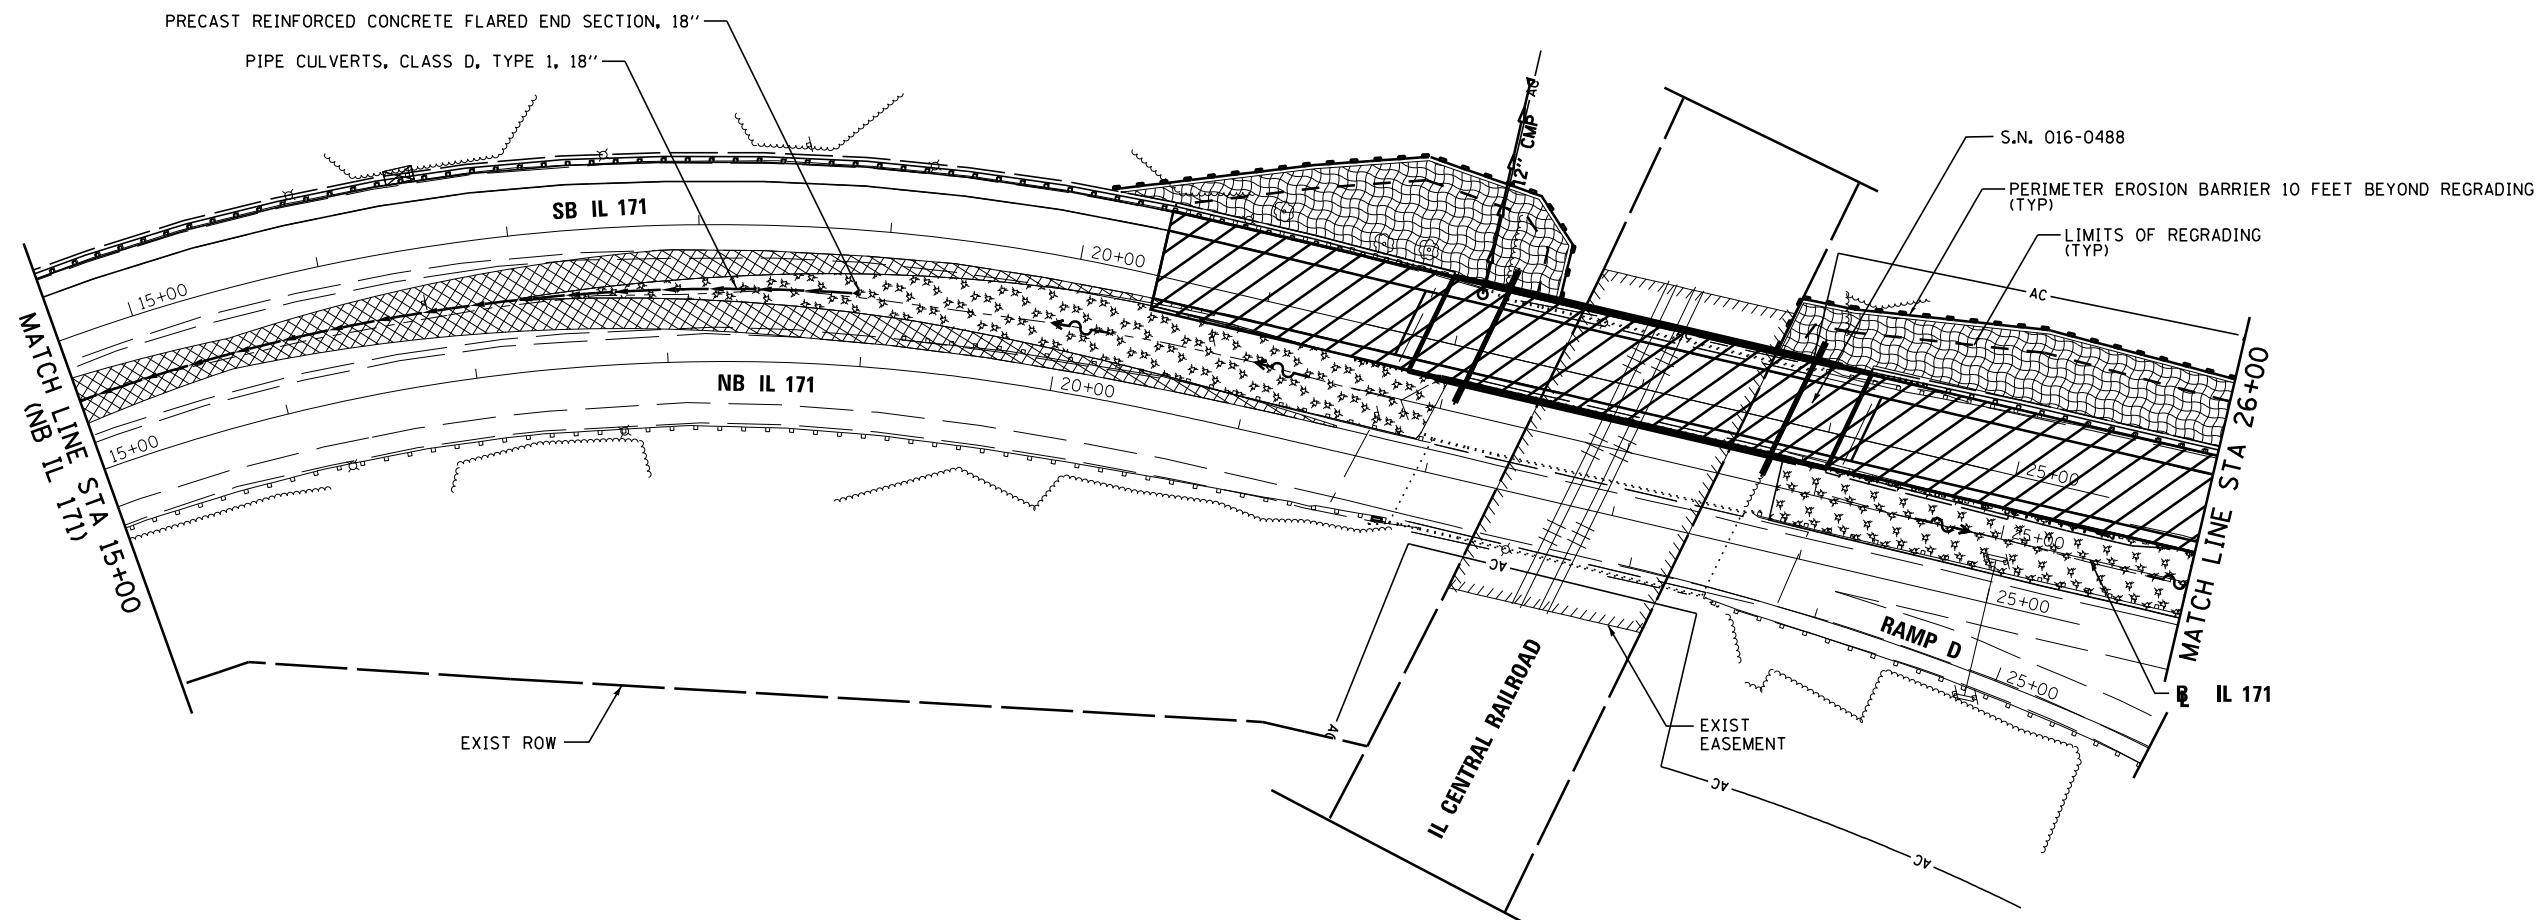 PRECAST REINFORCED CONCRETE FLARED END SECTION, 18"
PIPE CULVERTS, CLASS D, TYPE 1, 18"
12" CMP
AC
S.N. 016-0488
PERIMETER EROSION BARRIER 10 FEET BEYOND REGRADING
(TYP)
LIMITS OF REGRADING
(TYP)
AC
SB IL 171
20+00
15+00
MATCH LINE STA 15+00
(NB IL 171)
NB IL 171
20+00
15+00
25+00
25+00
25+00
25+00
MATCH LINE STA 26+00
RAMP D
IL 171
AC
AC
IL CENTRAL RAILROAD
EXIST
EASEMENT
EXIST ROW
AC
AC